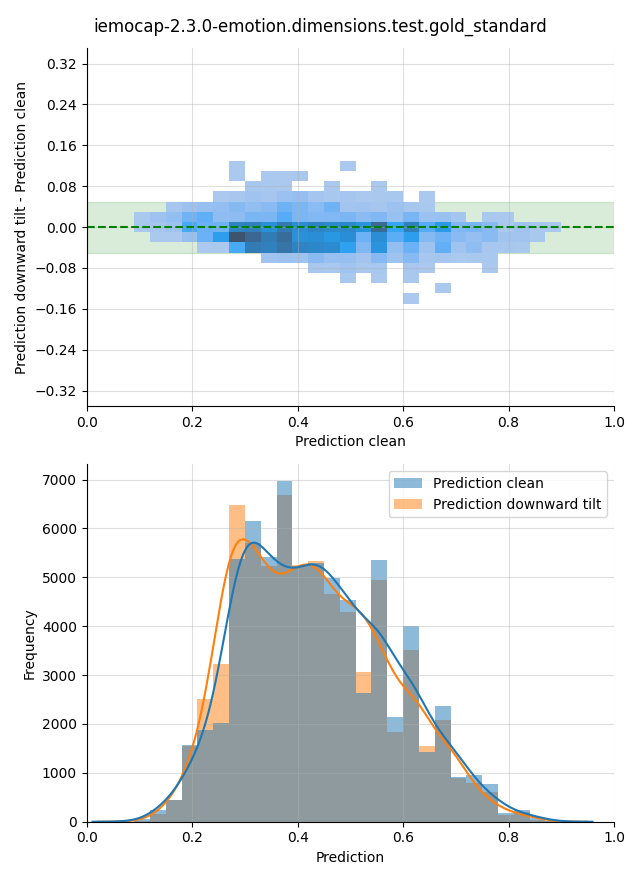 iemocap-2.3.0-emotion.dimensions.test.gold_standard
Prediction downward tilt - Prediction clean
0.32
0.24
0.16
0.08
0.00
−0.08
−0.16
−0.24
−0.32
0.0 0.2 0.4 0.6 0.8 1.0
Prediction clean
Frequency
7000
6000
5000
4000
3000
2000
1000
0
Prediction clean
Prediction downward tilt
0.0 0.2 0.4 0.6 0.8 1.0
Prediction